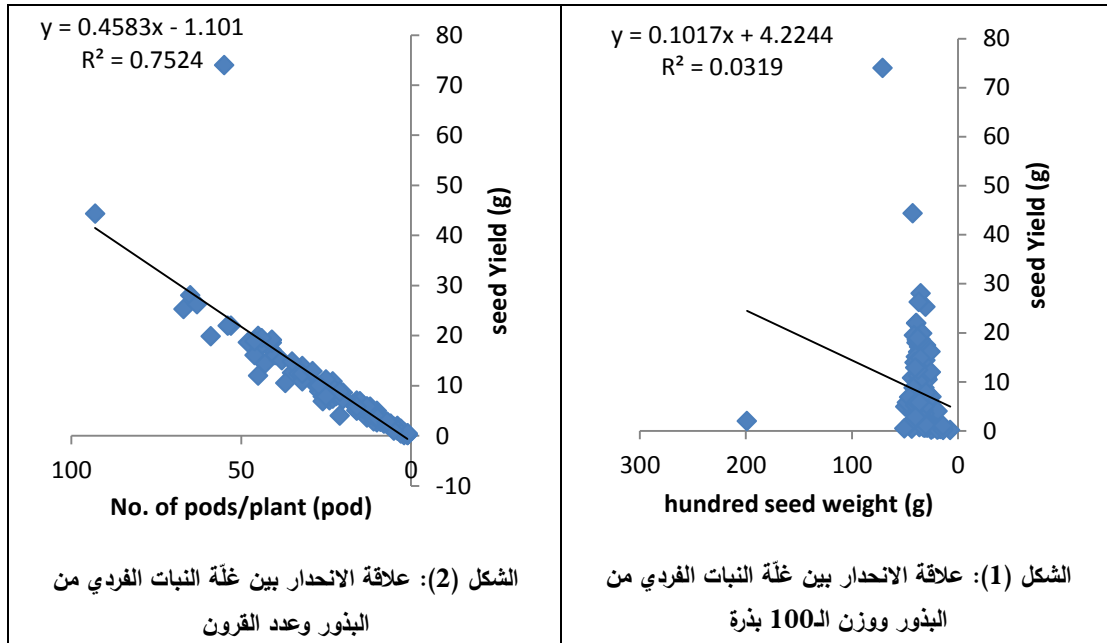 y = 0.1017x + 4.2244
R² = 0.0319
80
70
60
50
40
30
20
10
0
seed Yield (g)
300
200
100
0
hundred seed weight (g)
الشكل (1): علاقة الانحدار بين غلّة النبات الفردي من
البذور ووزن الـ100 بذرة
y = 0.4583x - 1.101
R² = 0.7524
80
70
60
50
40
30
20
10
0
-10
seed Yield (g)
100
50
0
No. of pods/plant (pod)
الشكل (2): علاقة الانحدار بين غلّة النبات الفردي من
البذور وعدد القرون